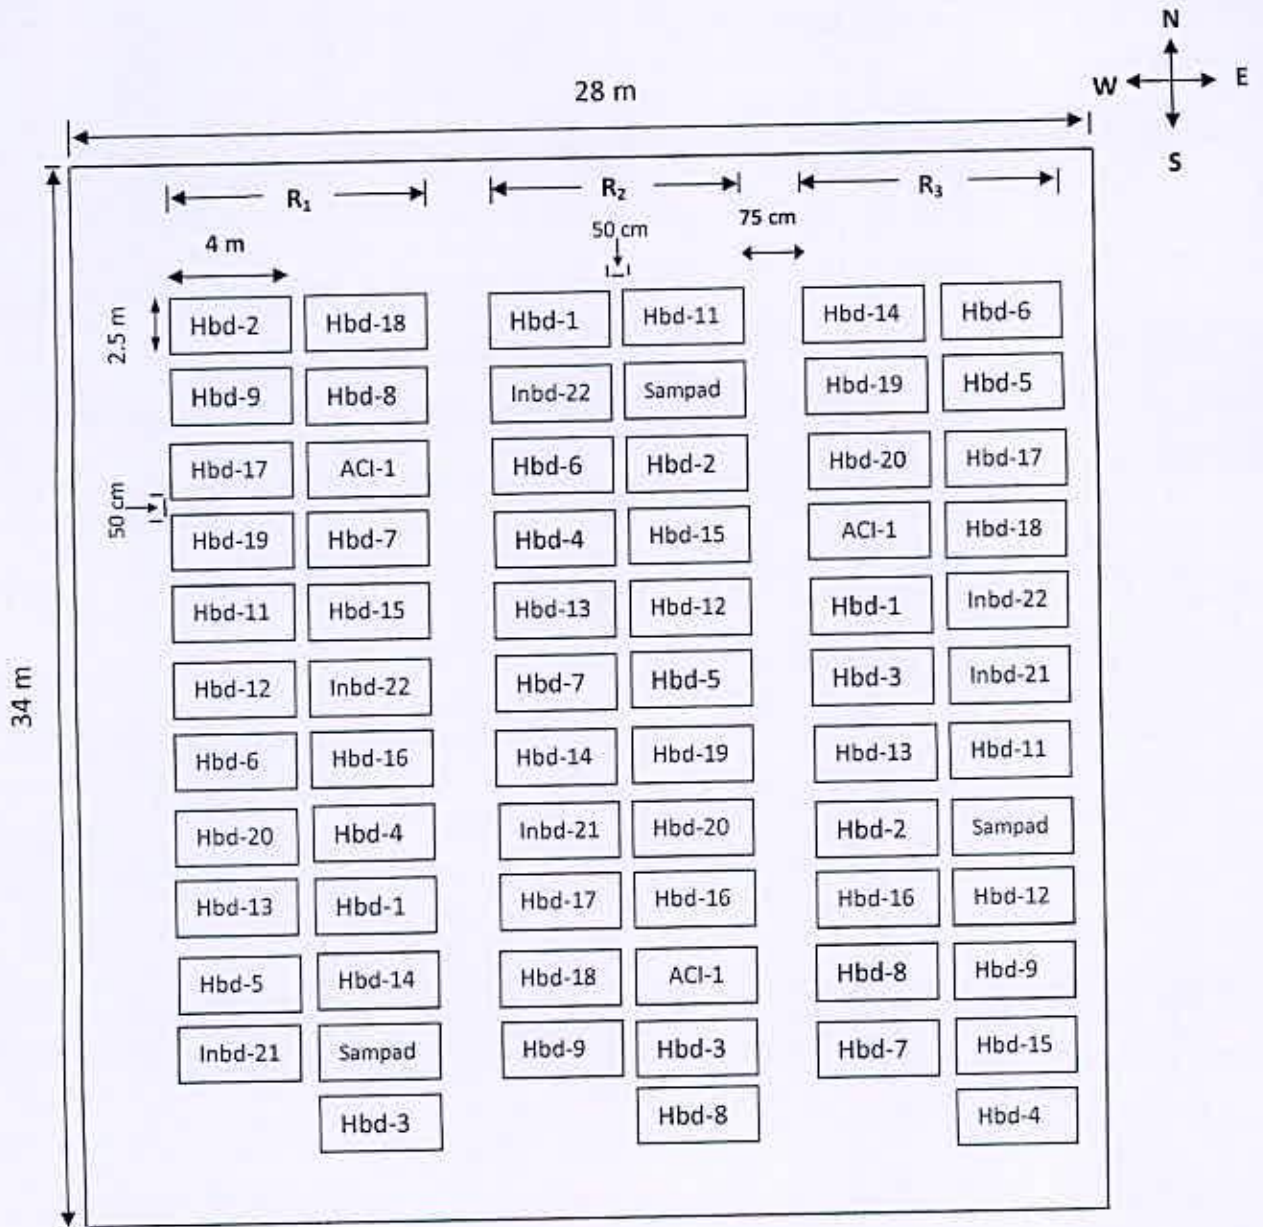 N
28 m
W E
S
R₁ R₂ R₃
75 cm
50 cm
4 m
2.5 m
Hbd-2 Hbd-18 Hbd-1 Hbd-11 Hbd-14 Hbd-6
Hbd-9 Hbd-8 Inbd-22 Sampad Hbd-19 Hbd-5
Hbd-17 ACI-1 Hbd-6 Hbd-2 Hbd-20 Hbd-17
50 cm
Hbd-19 Hbd-7 Hbd-4 Hbd-15 ACI-1 Hbd-18
Hbd-11 Hbd-15 Hbd-13 Hbd-12 Hbd-1 Inbd-22
34 m
Hbd-12 Inbd-22 Hbd-7 Hbd-5 Hbd-3 Inbd-21
Hbd-6 Hbd-16 Hbd-14 Hbd-19 Hbd-13 Hbd-11
Hbd-20 Hbd-4 Inbd-21 Hbd-20 Hbd-2 Sampad
Hbd-13 Hbd-1 Hbd-17 Hbd-16 Hbd-16 Hbd-12
Hbd-5 Hbd-14 Hbd-18 ACI-1 Hbd-8 Hbd-9
Inbd-21 Sampad Hbd-9 Hbd-3 Hbd-7 Hbd-15
Hbd-3 Hbd-8 Hbd-4